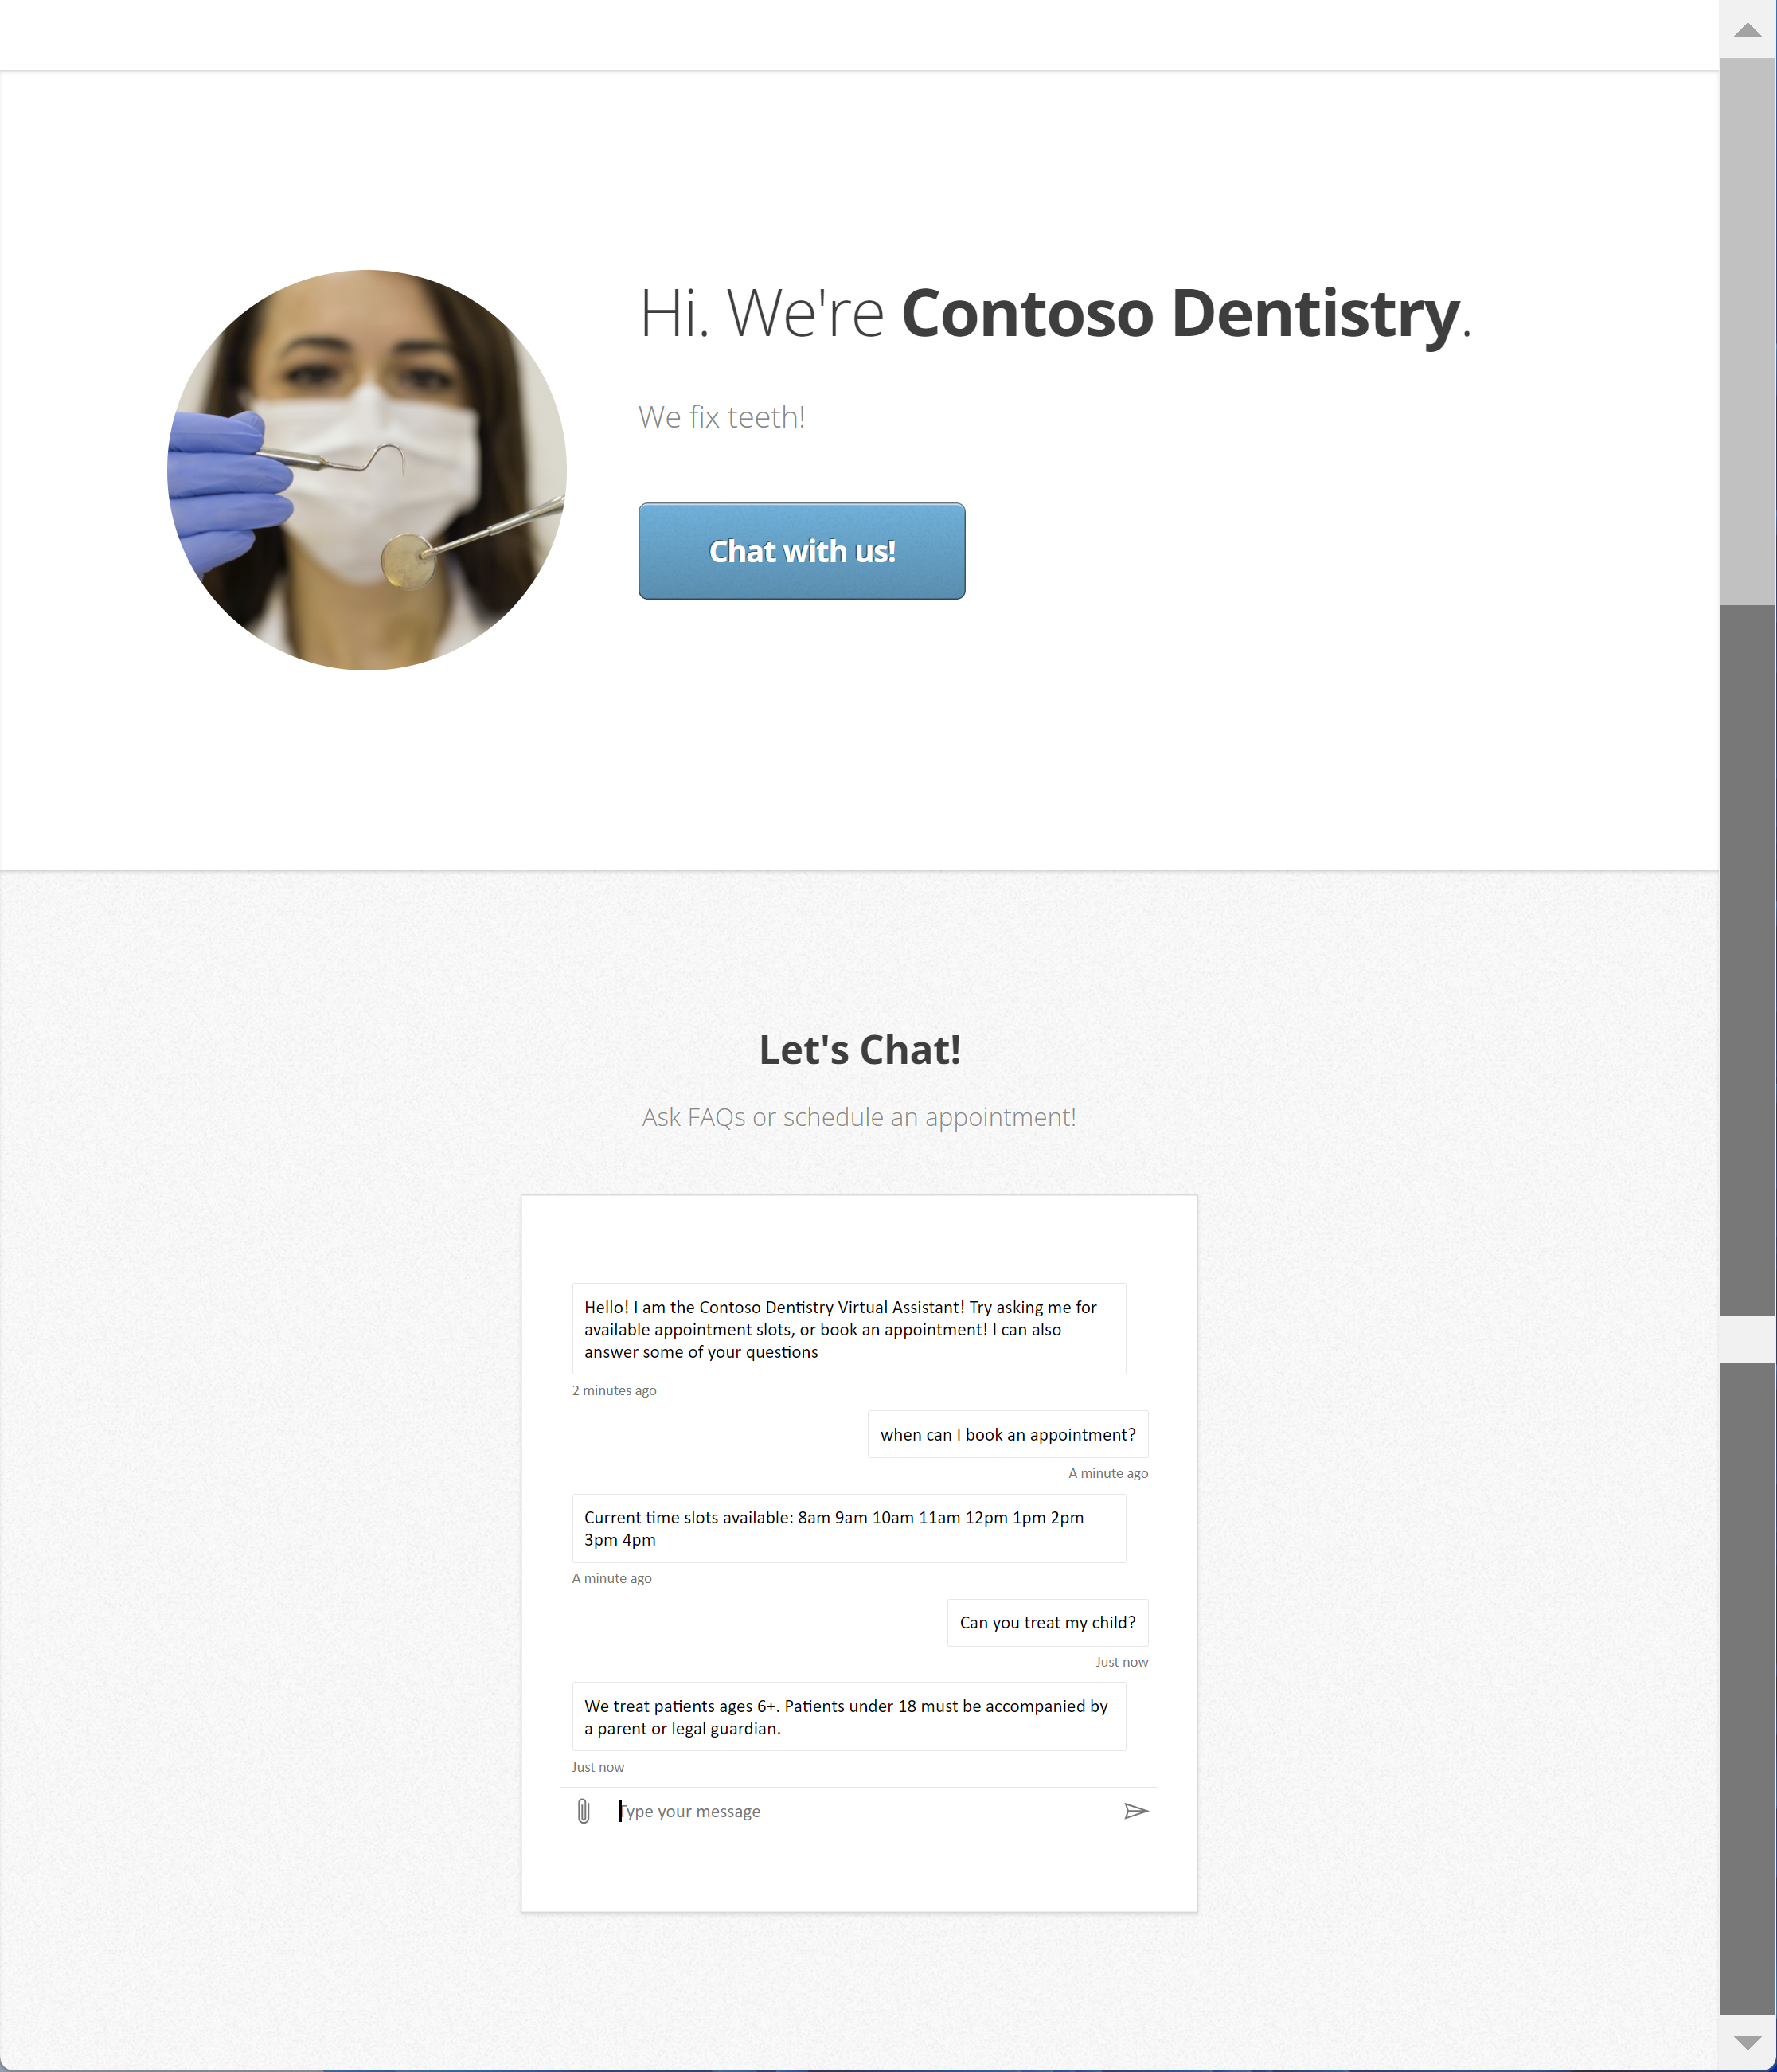 Hi. We're Contoso Dentistry.
We fix teeth!
Chat with us!
Let's Chat!
Ask FAQs or schedule an appointment!
Hello! I am the Contoso Dentistry Virtual Assistant! Try asking me for
available appointment slots, or book an appointment! I can also
answer some of your questions
2 minutes ago
when can I book an appointment?
A minute ago
Current time slots available: 8am 9am 10am 11am 12pm 1pm 2pm
3pm 4pm
A minute ago
Can you treat my child?
Just now
We treat patients ages 6+. Patients under 18 must be accompanied by
a parent or legal guardian.
Just now
Type your message